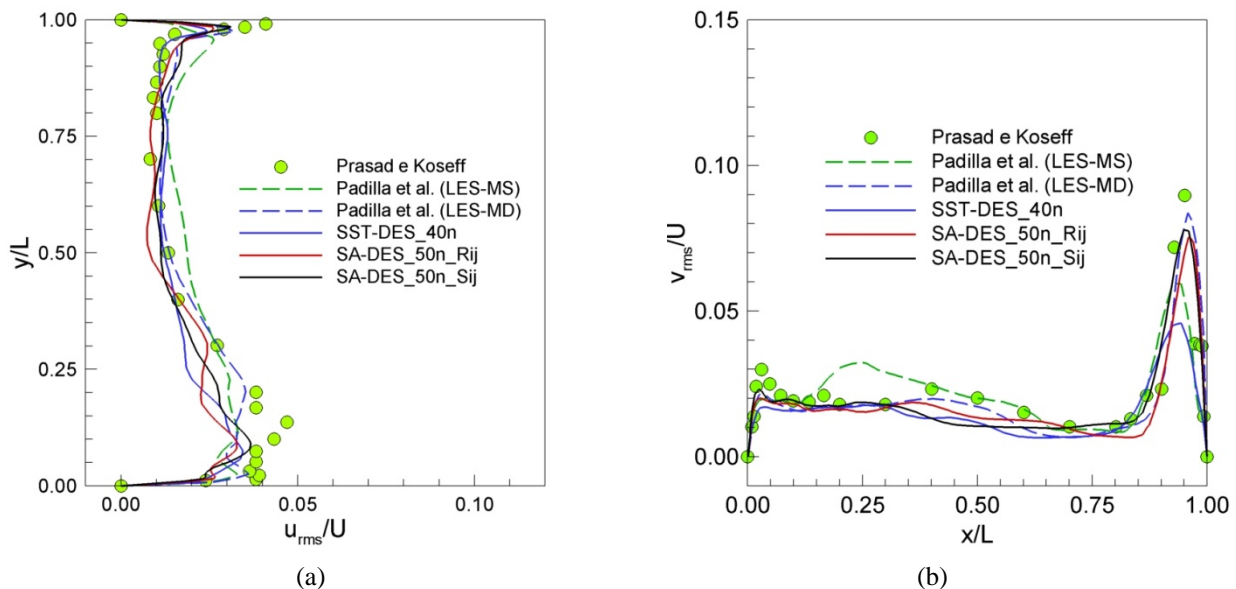 1.00
0.75
0.50
0.25
0.00
y/L
0.00
0.05
0.10
u_rms/U
Prasad e Koseff
Padilla et al. (LES-MS)
Padilla et al. (LES-MD)
SST-DES_40n
SA-DES_50n_Rij
SA-DES_50n_Sij
(a)
0.15
0.10
0.05
0.00
v_rms/U
0.00
0.25
0.50
0.75
1.00
x/L
Prasad e Koseff
Padilla et al. (LES-MS)
Padilla et al. (LES-MD)
SST-DES_40n
SA-DES_50n_Rij
SA-DES_50n_Sij
(b)